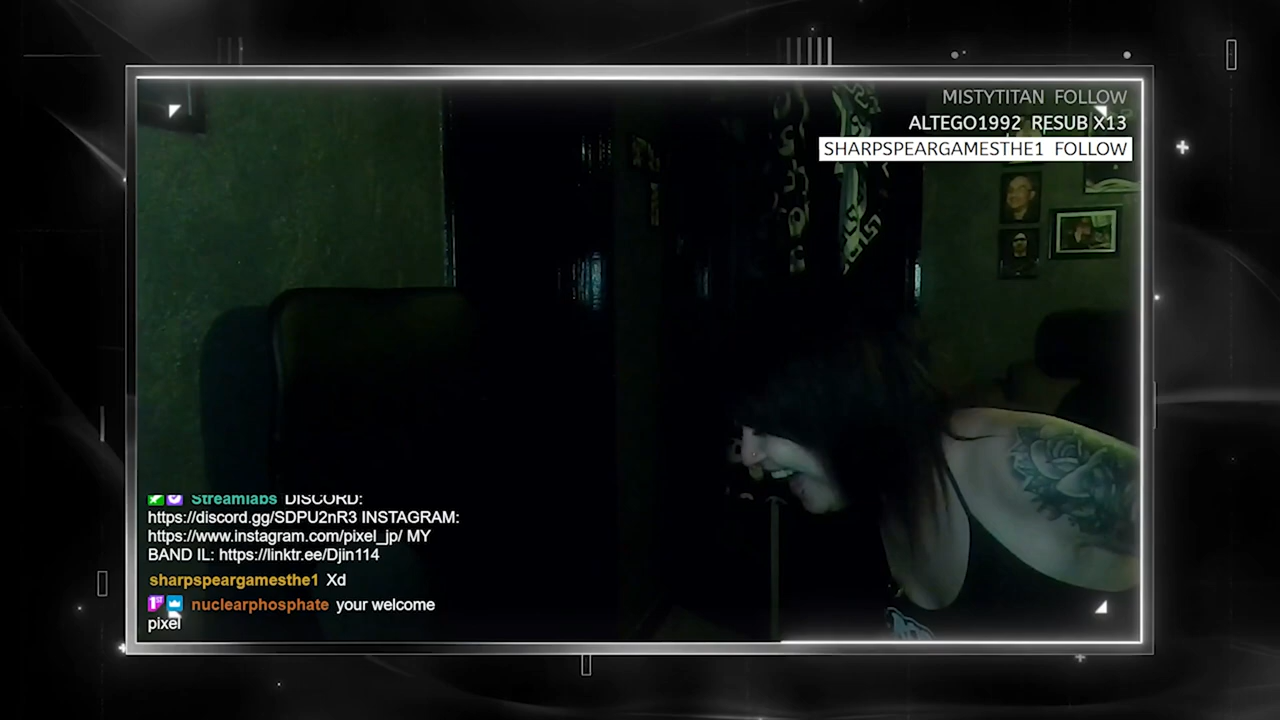 MISTYTITAN FOLLOW
ALTEGO1992 RESUB X13
SHARPSPEARGAMESTHE1 FOLLOW
Streamlabs DISCORD:
https://discord.gg/SDPU2nR3 INSTAGRAM:
https://www.instagram.com/pixel_jp/ MY
BAND IL: https://linktr.ee/Djin114
sharpspeargamesthe1 Xd
1ST nuclearphosphate your welcome
pixel